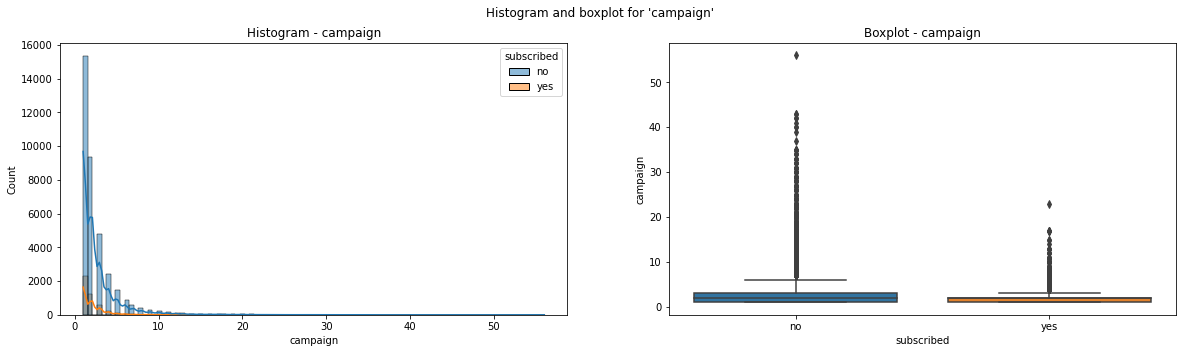 Histogram and boxplot for 'campaign'
Histogram - campaign
16000
14000
12000
10000
8000
6000
4000
2000
0
Count
0
10
20
30
40
50
campaign
subscribed
no
yes
Boxplot - campaign
50
40
30
20
10
0
campaign
no
yes
subscribed